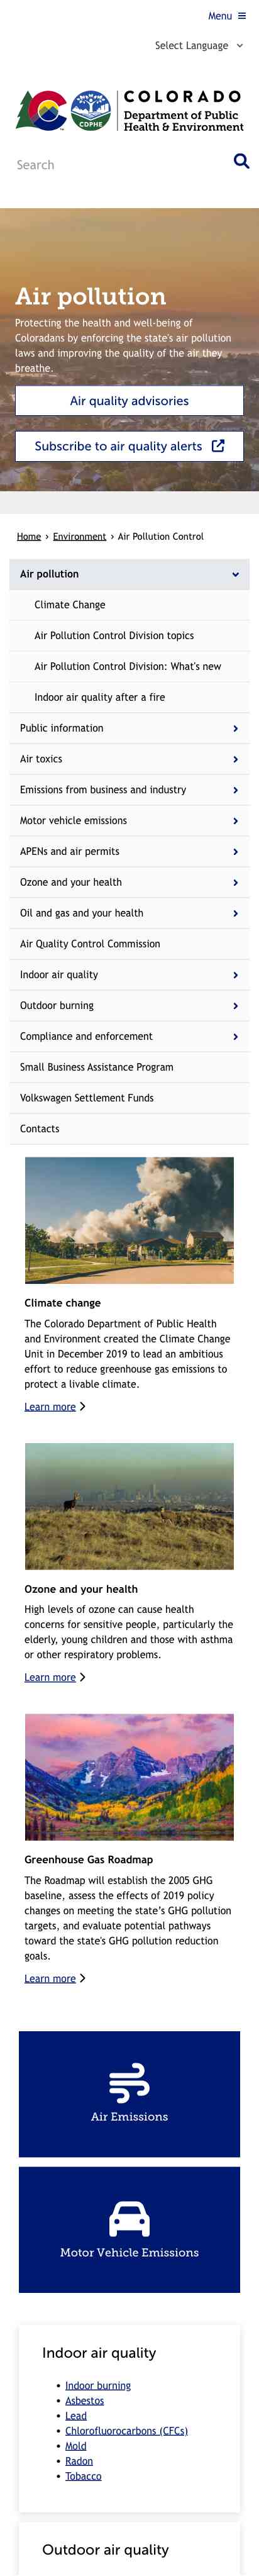 Menu
Select Language
CDPHE
COLORADO
Department of Public
Health & Environment
Search
Air pollution
Protecting the health and well-being of
Coloradans by enforcing the state's air pollution
laws and improving the quality of the air they
breathe.
Air quality advisories
Subscribe to air quality alerts
Home › Environment › Air Pollution Control
Air pollution
Climate Change
Air Pollution Control Division topics
Air Pollution Control Division: What's new
Indoor air quality after a fire
Public information
Air toxics
Emissions from business and industry
Motor vehicle emissions
APENs and air permits
Ozone and your health
Oil and gas and your health
Air Quality Control Commission
Indoor air quality
Outdoor burning
Compliance and enforcement
Small Business Assistance Program
Volkswagen Settlement Funds
Contacts
Climate change
The Colorado Department of Public Health
and Environment created the Climate Change
Unit in December 2019 to lead an ambitious
effort to reduce greenhouse gas emissions to
protect a livable climate.
Learn more
Ozone and your health
High levels of ozone can cause health
concerns for sensitive people, particularly the
elderly, young children and those with asthma
or other respiratory problems.
Learn more
Greenhouse Gas Roadmap
The Roadmap will establish the 2005 GHG
baseline, assess the effects of 2019 policy
changes on meeting the state’s GHG pollution
targets, and evaluate potential pathways
toward the state's GHG pollution reduction
goals.
Learn more
Air Emissions
Motor Vehicle Emissions
Indoor air quality
• Indoor burning
• Asbestos
• Lead
• Chlorofluorocarbons (CFCs)
• Mold
• Radon
• Tobacco
Outdoor air quality